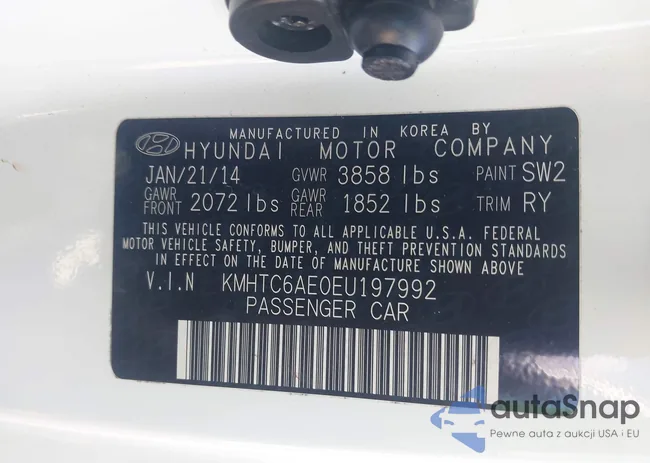 MANUFACTURED IN KOREA BY
HYUNDAI MOTOR COMPANY
JAN/21/14 GVWR 3858 lbs PAINT SW2
GAWR FRONT 2072 lbs GAWR REAR 1852 lbs TRIM RY
THIS VEHICLE CONFORMS TO ALL APPLICABLE U.S.A. FEDERAL
MOTOR VEHICLE SAFETY, BUMPER, AND THEFT PREVENTION STANDARDS
IN EFFECT ON THE DATE OF MANUFACTURE SHOWN ABOVE
V.I.N KMHTC6AE0EU197992
PASSENGER CAR
autoSnap
Pewne auta z aukcji USA i EU